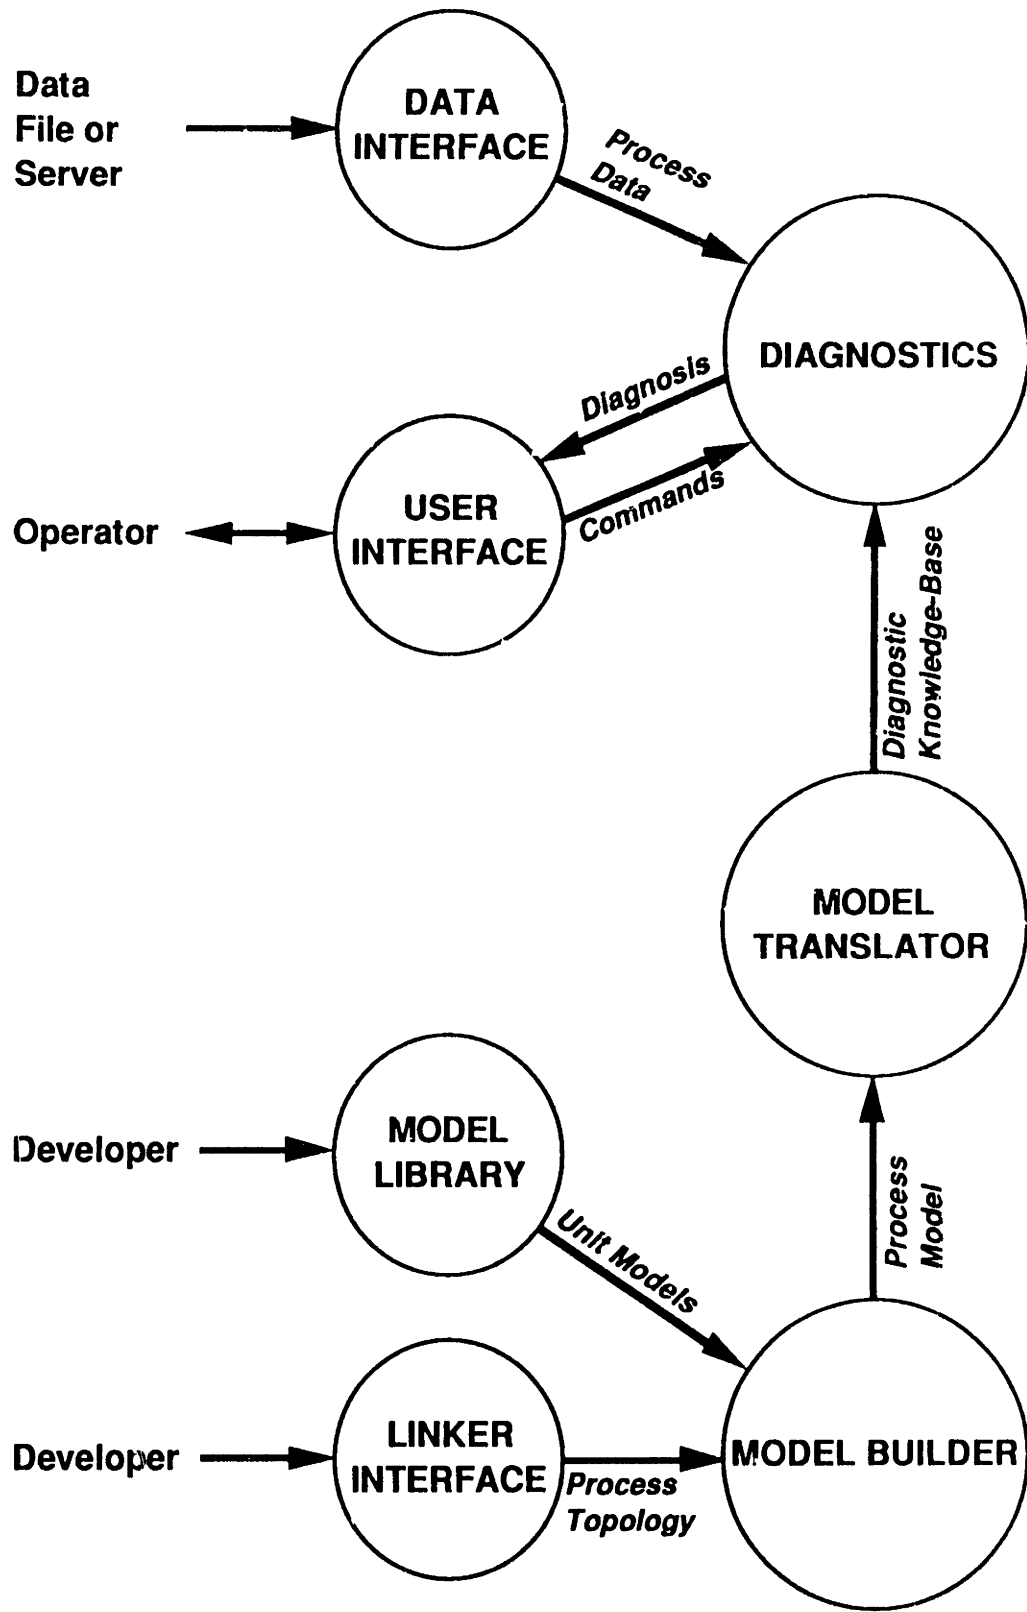 Data
File or
Server
DATA
INTERFACE
Process
Data
DIAGNOSTICS
Diagnosis
Commands
Operator
USER
INTERFACE
Diagnostic
Knowledge-Base
MODEL
TRANSLATOR
Developer
MODEL
LIBRARY
Unit Models
Process
Model
Developer
LINKER
INTERFACE
Process
Topology
MODEL BUILDER